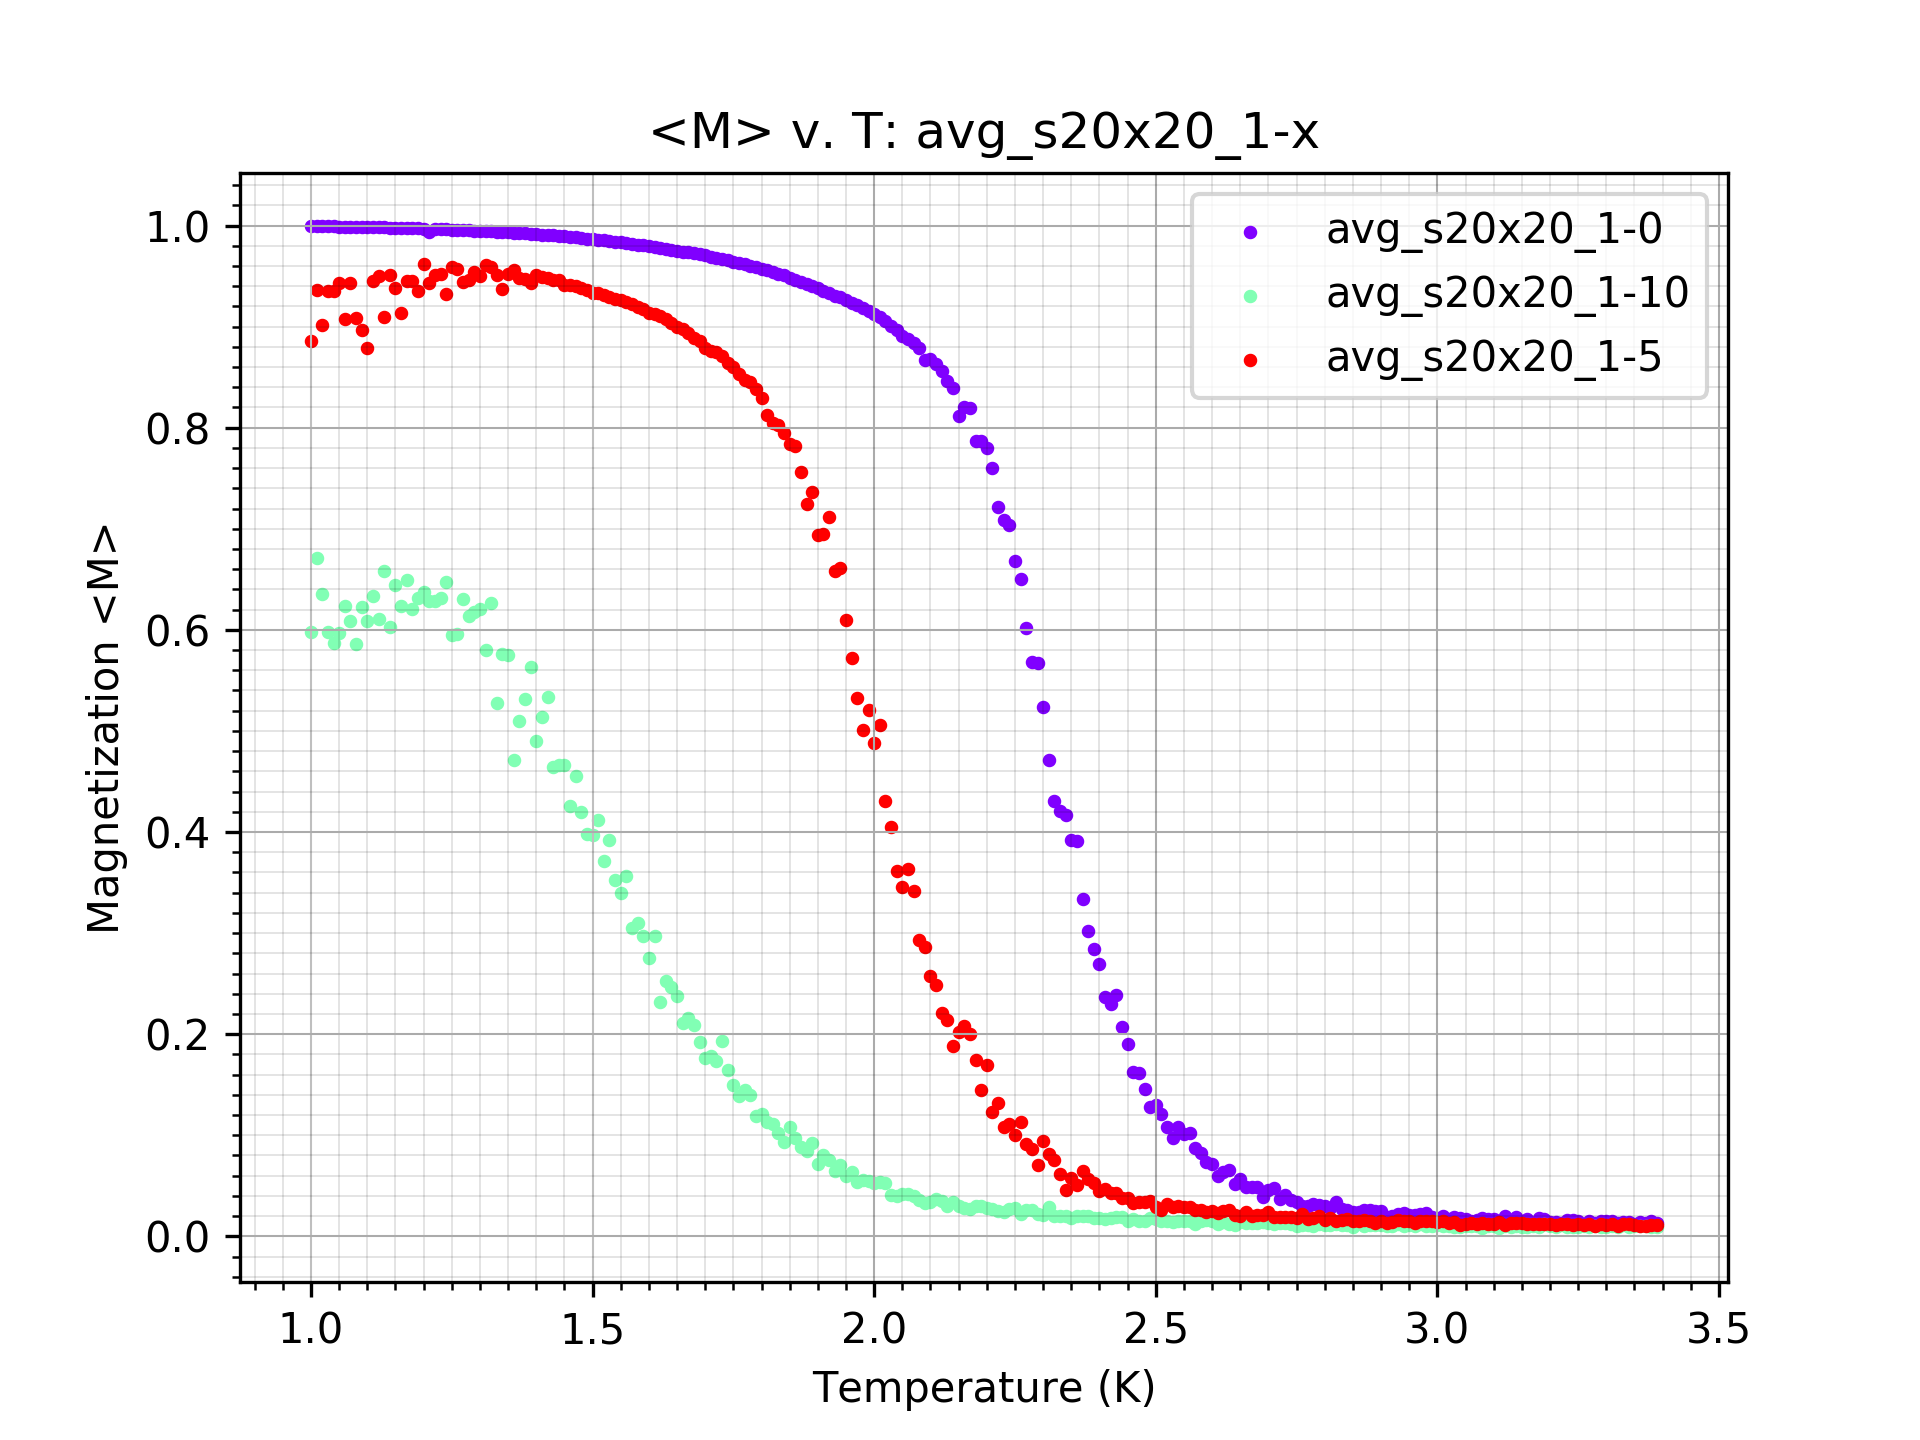 <M> v. T: avg_s20x20_1-x
avg_s20x20_1-0
avg_s20x20_1-10
avg_s20x20_1-5
Magnetization <M>
1.0
0.8
0.6
0.4
0.2
0.0
1.0 1.5 2.0 2.5 3.0 3.5
Temperature (K)